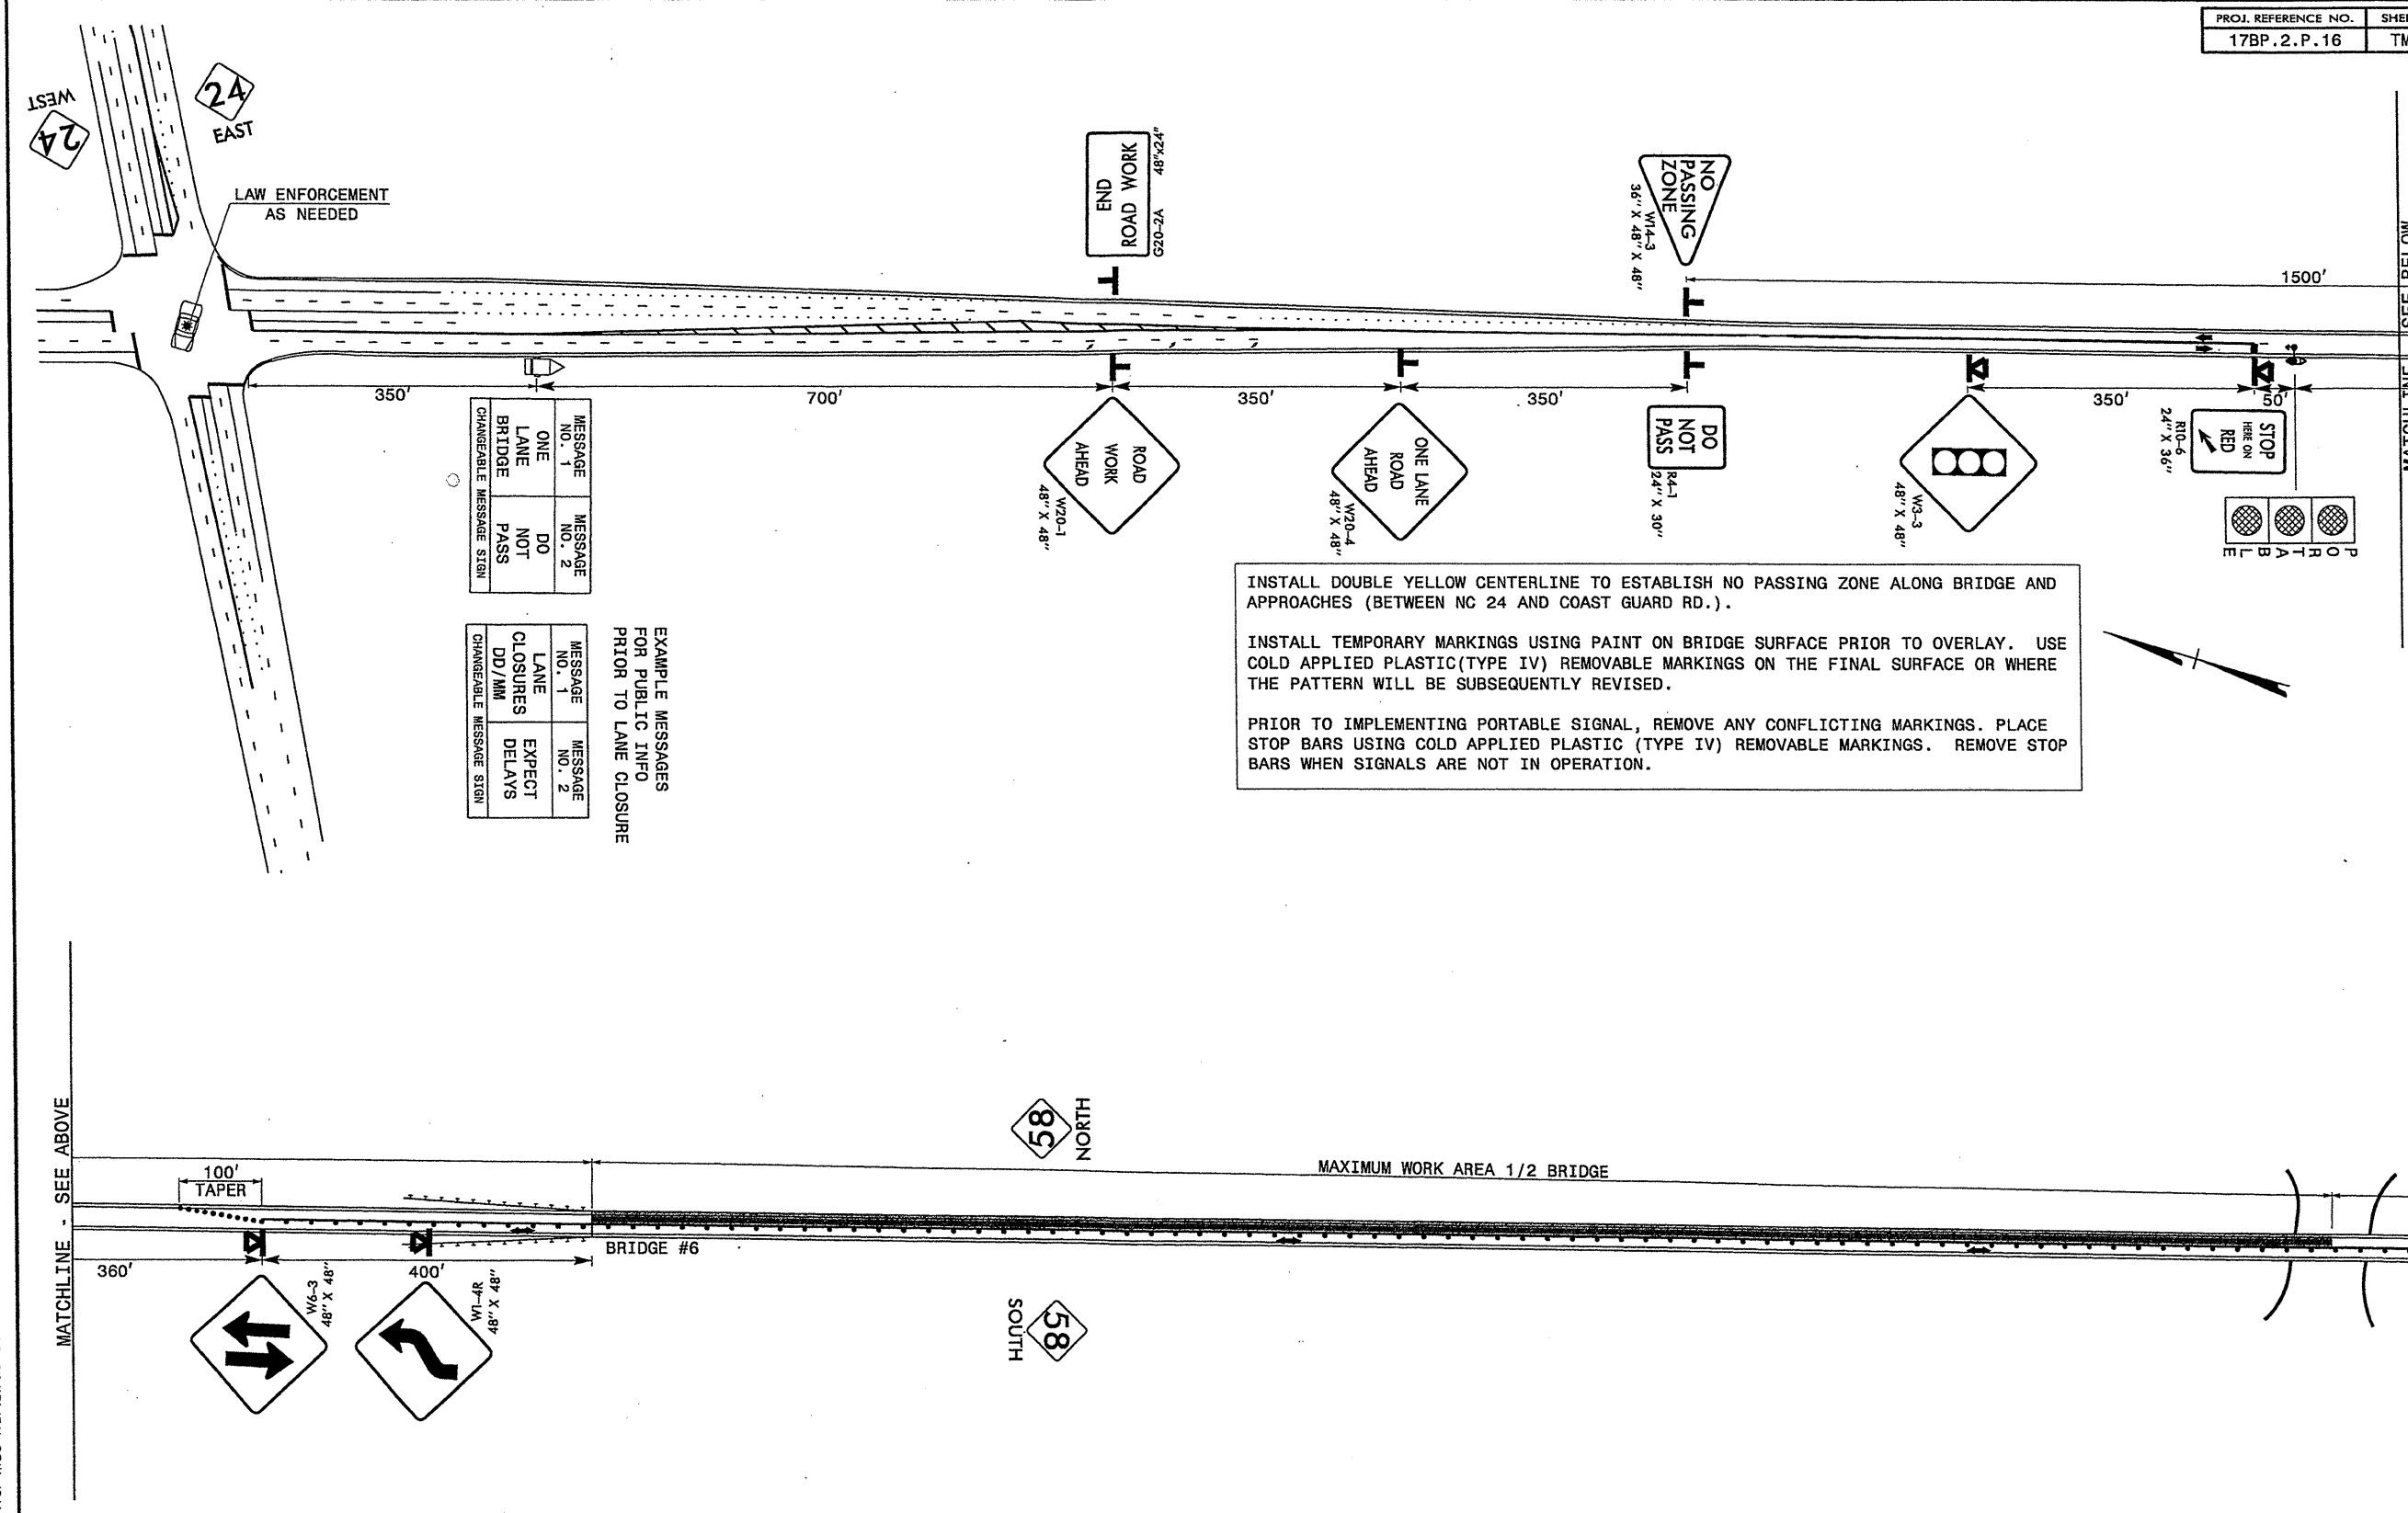 PROJ. REFERENCE NO.
17BP.2.P.16
24
WEST
24
EAST
LAW ENFORCEMENT
AS NEEDED
END
ROAD WORK
G20-2A 48"x24"
NO
PASSING
ZONE
W14-3
36" X 48" X 48"
1500'
350'
700'
350'
350'
350'
50'
MESSAGE
NO. 1
MESSAGE
NO. 2
ONE
LANE
BRIDGE
DO
NOT
PASS
CHANGEABLE MESSAGE SIGN
ROAD
WORK
AHEAD
W20-1
48" X 48"
ONE LANE
ROAD
AHEAD
W20-4
48" X 48"
DO
NOT
PASS
R4-1
24" X 30"
W3-3
48" X 48"
STOP
HERE ON
RED
R10-6
24" X 36"
PORTABLE
INSTALL DOUBLE YELLOW CENTERLINE TO ESTABLISH NO PASSING ZONE ALONG BRIDGE AND
APPROACHES (BETWEEN NC 24 AND COAST GUARD RD.).
INSTALL TEMPORARY MARKINGS USING PAINT ON BRIDGE SURFACE PRIOR TO OVERLAY. USE
COLD APPLIED PLASTIC(TYPE IV) REMOVABLE MARKINGS ON THE FINAL SURFACE OR WHERE
THE PATTERN WILL BE SUBSEQUENTLY REVISED.
PRIOR TO IMPLEMENTING PORTABLE SIGNAL, REMOVE ANY CONFLICTING MARKINGS. PLACE
STOP BARS USING COLD APPLIED PLASTIC (TYPE IV) REMOVABLE MARKINGS. REMOVE STOP
BARS WHEN SIGNALS ARE NOT IN OPERATION.
EXAMPLE MESSAGES
FOR PUBLIC INFO
PRIOR TO LANE CLOSURE
MESSAGE
NO. 1
MESSAGE
NO. 2
LANE
CLOSURES
DD/MM
EXPECT
DELAYS
CHANGEABLE MESSAGE SIGN
MATCHLINE - SEE ABOVE
58
NORTH
100'
TAPER
MAXIMUM WORK AREA 1/2 BRIDGE
BRIDGE #6
360'
400'
W6-3
48" X 48"
W1-4R
48" X 48"
58
SOUTH